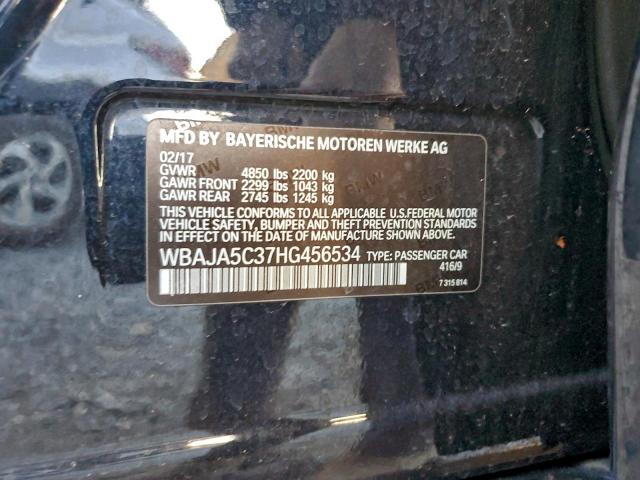 MFD BY BAYERISCHE MOTOREN WERKE AG
02/17
GVWR 4850 lbs 2200 kg
GAWR FRONT 2299 lbs 1043 kg
GAWR REAR 2745 lbs 1245 kg
THIS VEHICLE CONFORMS TO ALL APPLICABLE U.S.FEDERAL MOTOR
VEHICLE SAFETY, BUMPER AND THEFT PREVENTION STANDARDS
IN EFFECT ON THE DATE OF MANUFACTURE SHOWN ABOVE.
WBAJA5C37HG456534 TYPE: PASSENGER CAR
416/9
7 315 814